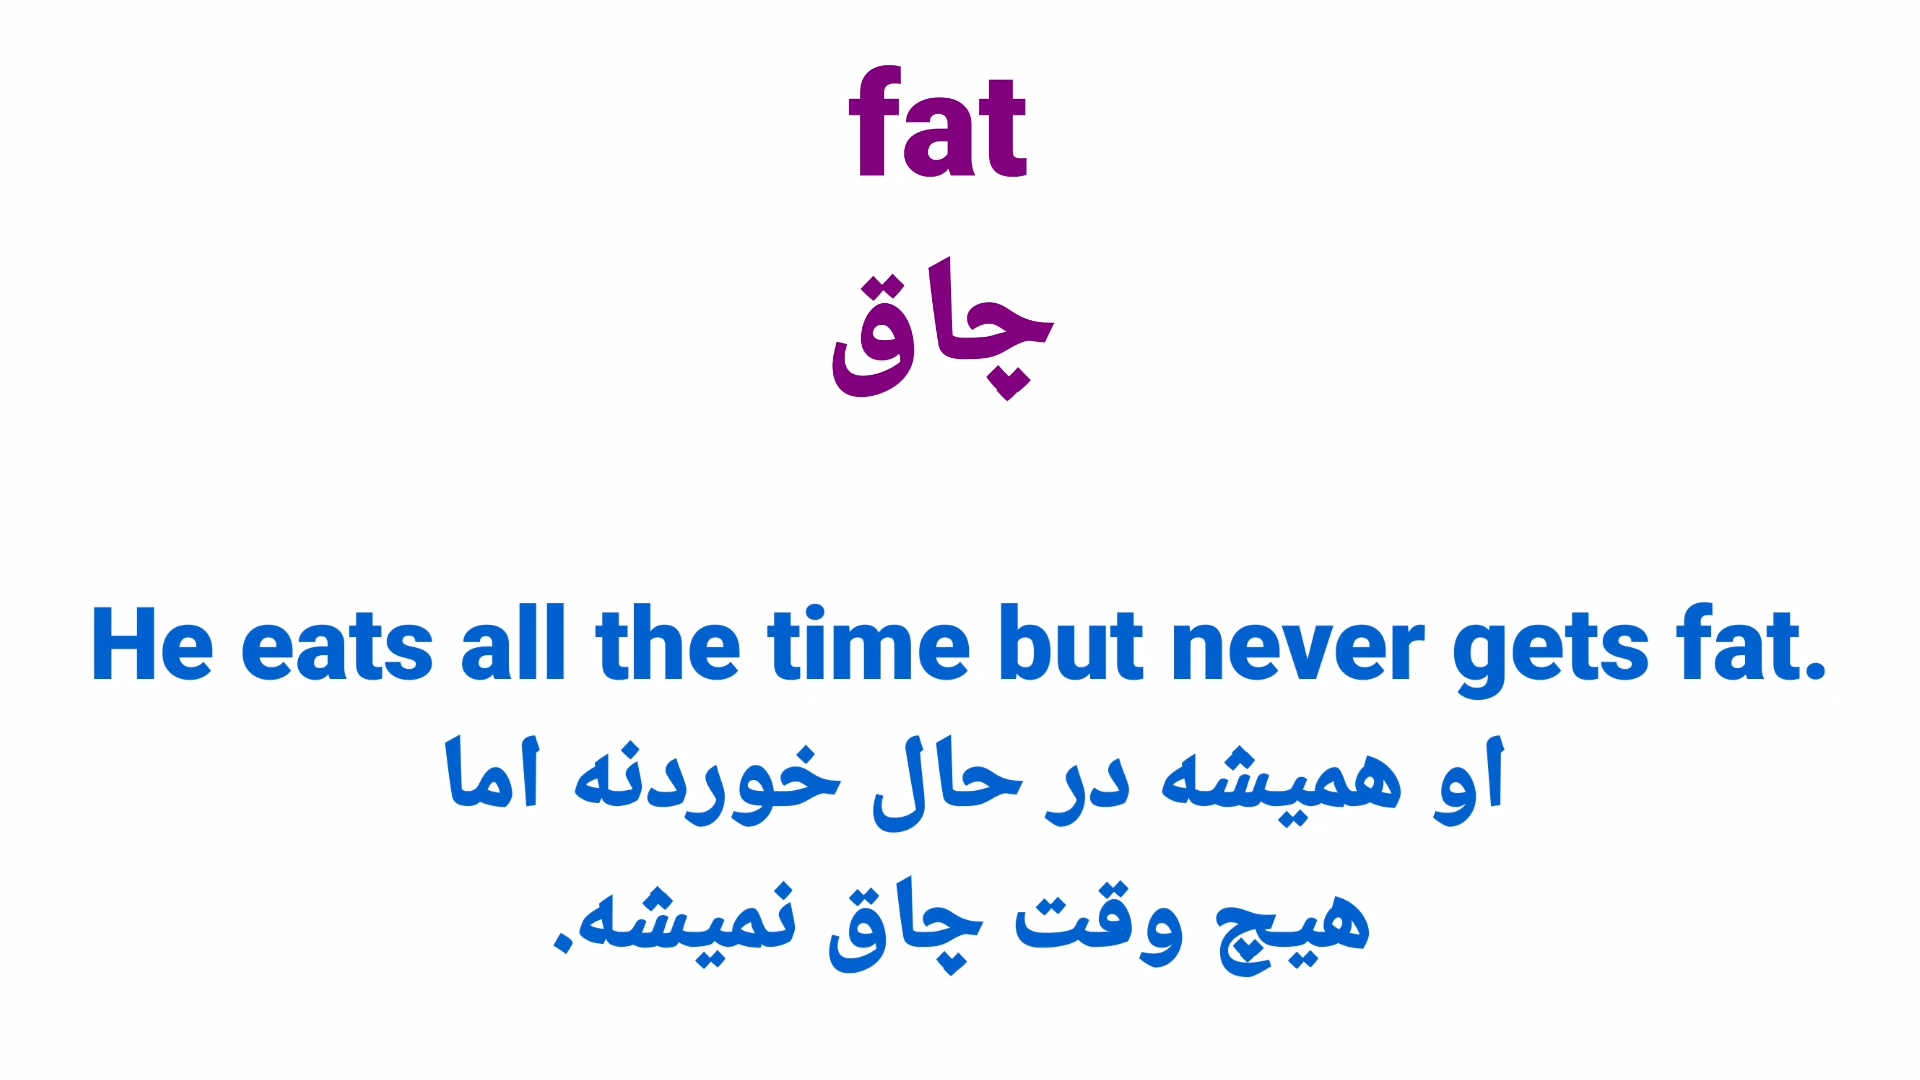 fat
چاق
He eats all the time but never gets fat.
او همیشه در حال خوردنه اما
هیچ وقت چاق نمیشه.